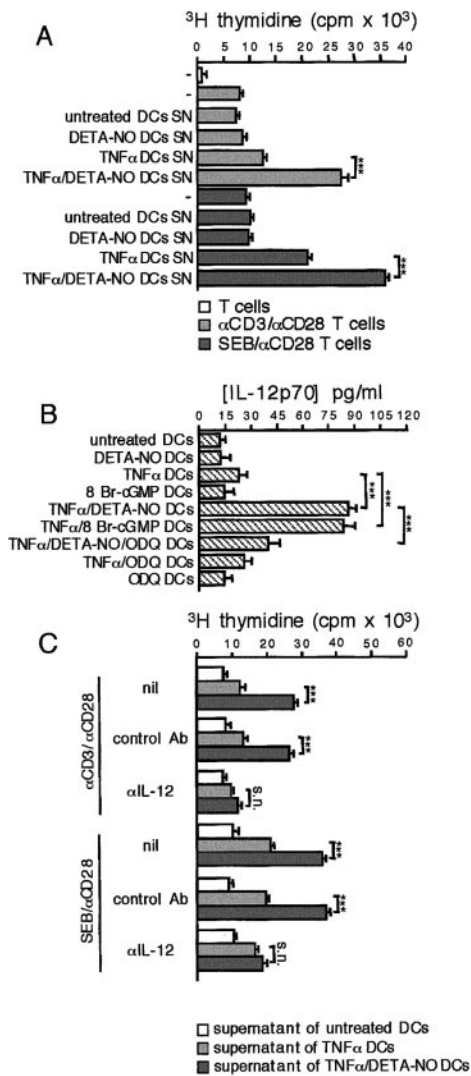 A
³H thymidine (cpm x 10³)
0 5 10 15 20 25 30 35 40
-
-
untreated DCs SN
DETA-NO DCs SN
TNFα DCs SN
TNFα/DETA-NO DCs SN
***
-
untreated DCs SN
DETA-NO DCs SN
TNFα DCs SN
TNFα/DETA-NO DCs SN
***
T cells
αCD3/αCD28 T cells
SEB/αCD28 T cells
B
[IL-12p70] pg/ml
0 15 30 45 60 75 90 105 120
untreated DCs
DETA-NO DCs
TNFα DCs
8 Br-cGMP DCs
TNFα/DETA-NO DCs
TNFα/8 Br-cGMP DCs
TNFα/DETA-NO/ODQ DCs
TNFα/ODQ DCs
ODQ DCs
***
***
***
C
³H thymidine (cpm x 10³)
0 10 20 30 40 50 60
αCD3/αCD28
nil
***
control Ab
***
αIL-12
s.n.
SEB/αCD28
nil
***
control Ab
***
αIL-12
s.n.
supernatant of untreated DCs
supernatant of TNFα DCs
supernatant of TNFα/DETA-NO DCs